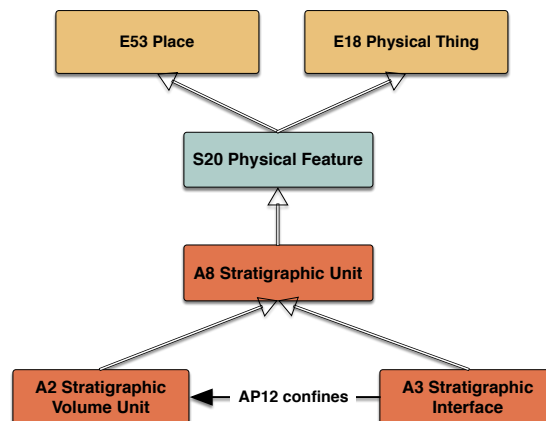 E53 Place
E18 Physical Thing
S20 Physical Feature
A8 Stratigraphic Unit
A2 Stratigraphic
Volume Unit
AP12 confines
A3 Stratigraphic
Interface